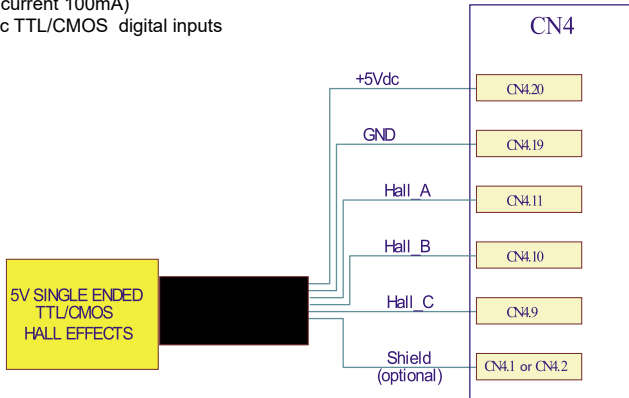 current 100mA)
c TTL/CMOS digital inputs
CN4
+5Vdc
CN4.20
GND
CN4.19
Hall_A
CN4.11
Hall_B
CN4.10
5V SINGLE ENDED
TTL/CMOS
HALL EFFECTS
Hall_C
CN4.9
Shield
(optional)
CN4.1 or CN4.2